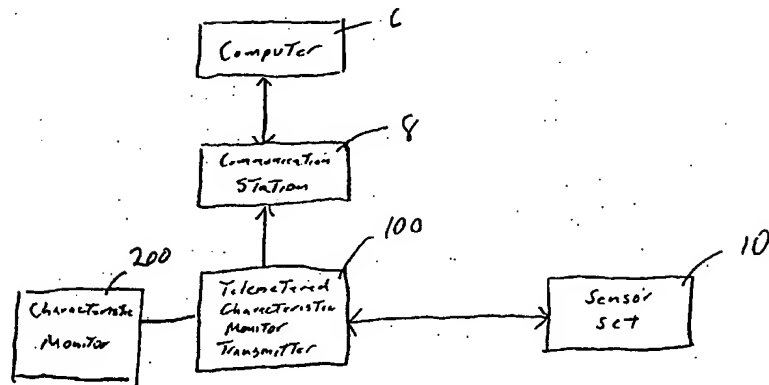 6
Computer
8
Communication
Station
100
200
10
Telemetered
Characteristic
Monitor
Transmitter
Characteristic
Monitor
Sensor
Set